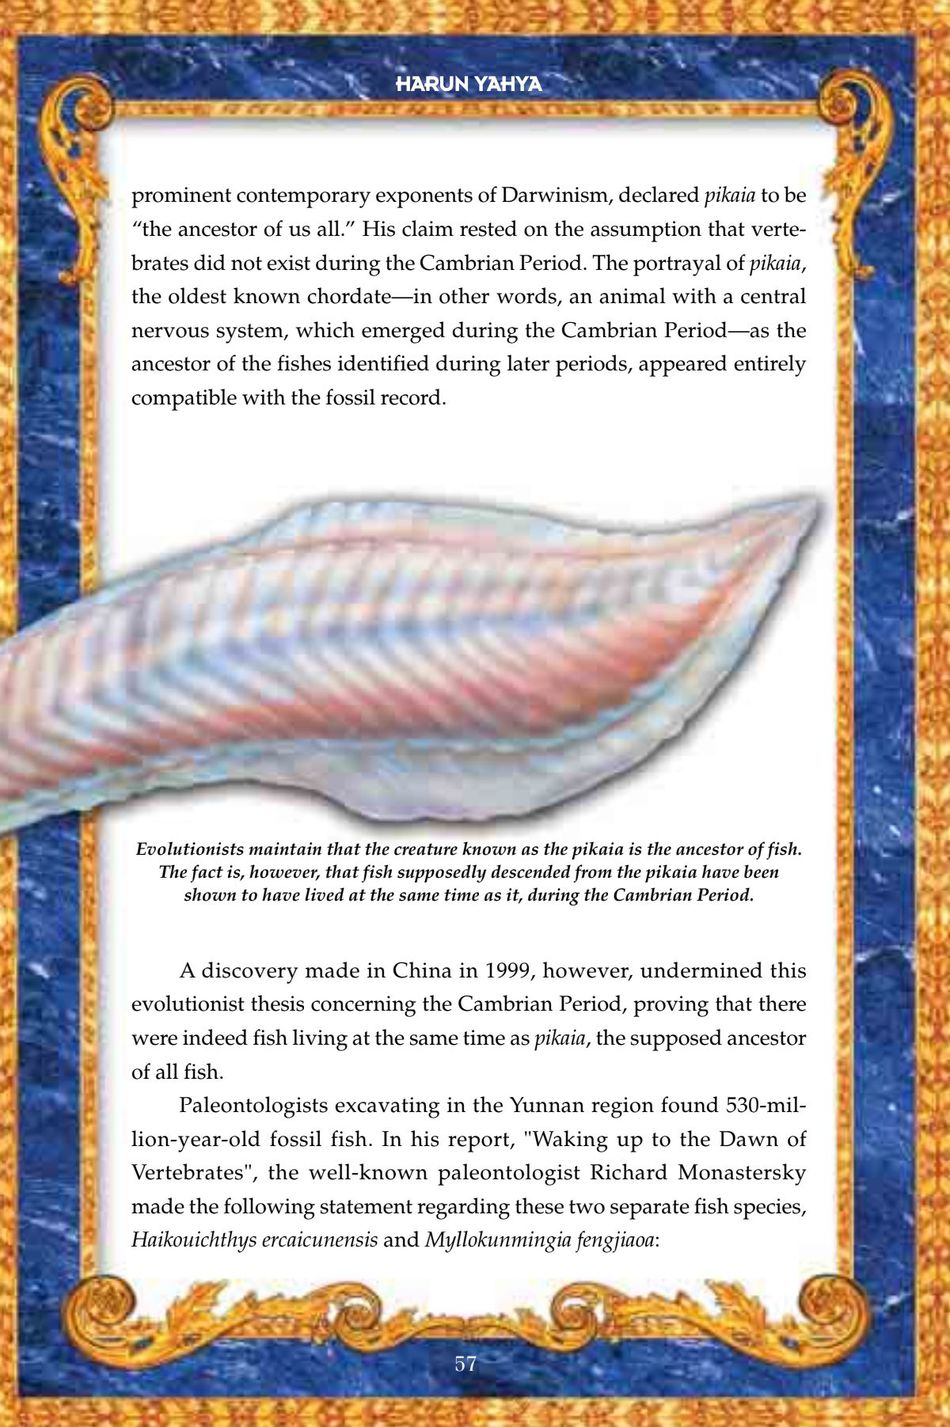 HARUN YAHYA
prominent contemporary exponents of Darwinism, declared pikaia to be
“the ancestor of us all.” His claim rested on the assumption that verte-
brates did not exist during the Cambrian Period. The portrayal of pikaia,
the oldest known chordate—in other words, an animal with a central
nervous system, which emerged during the Cambrian Period—as the
ancestor of the fishes identified during later periods, appeared entirely
compatible with the fossil record.
Evolutionists maintain that the creature known as the pikaia is the ancestor of fish.
The fact is, however, that fish supposedly descended from the pikaia have been
shown to have lived at the same time as it, during the Cambrian Period.
A discovery made in China in 1999, however, undermined this
evolutionist thesis concerning the Cambrian Period, proving that there
were indeed fish living at the same time as pikaia, the supposed ancestor
of all fish.
Paleontologists excavating in the Yunnan region found 530-mil-
lion-year-old fossil fish. In his report, "Waking up to the Dawn of
Vertebrates", the well-known paleontologist Richard Monastersky
made the following statement regarding these two separate fish species,
Haikouichthys ercaicunensis and Myllokunmingia fengjiaoa:
57